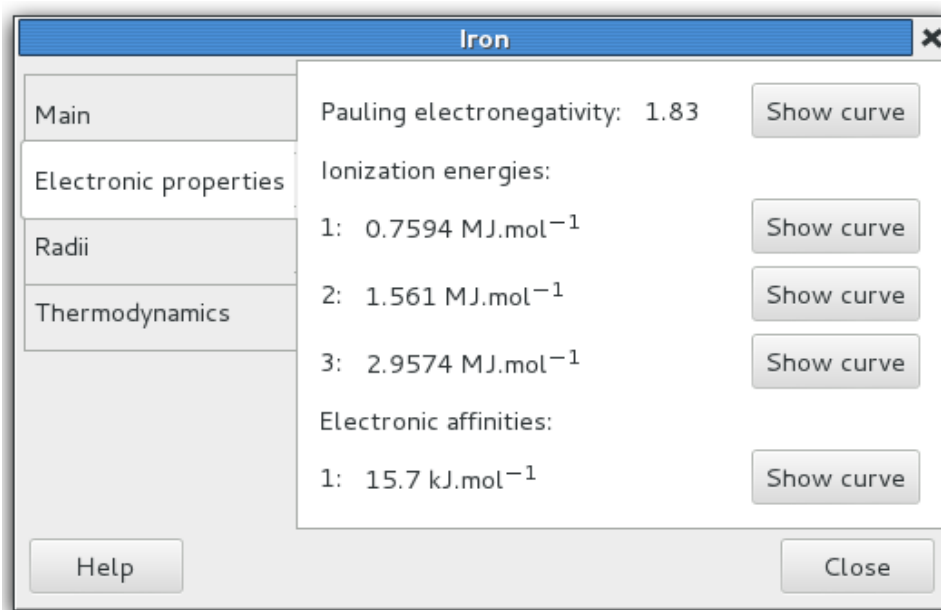 Iron
Main
Electronic properties
Radii
Thermodynamics
Pauling electronegativity: 1.83 Show curve
Ionization energies:
1: 0.7594 MJ.mol⁻¹ Show curve
2: 1.561 MJ.mol⁻¹ Show curve
3: 2.9574 MJ.mol⁻¹ Show curve
Electronic affinities:
1: 15.7 kJ.mol⁻¹ Show curve
Help Close